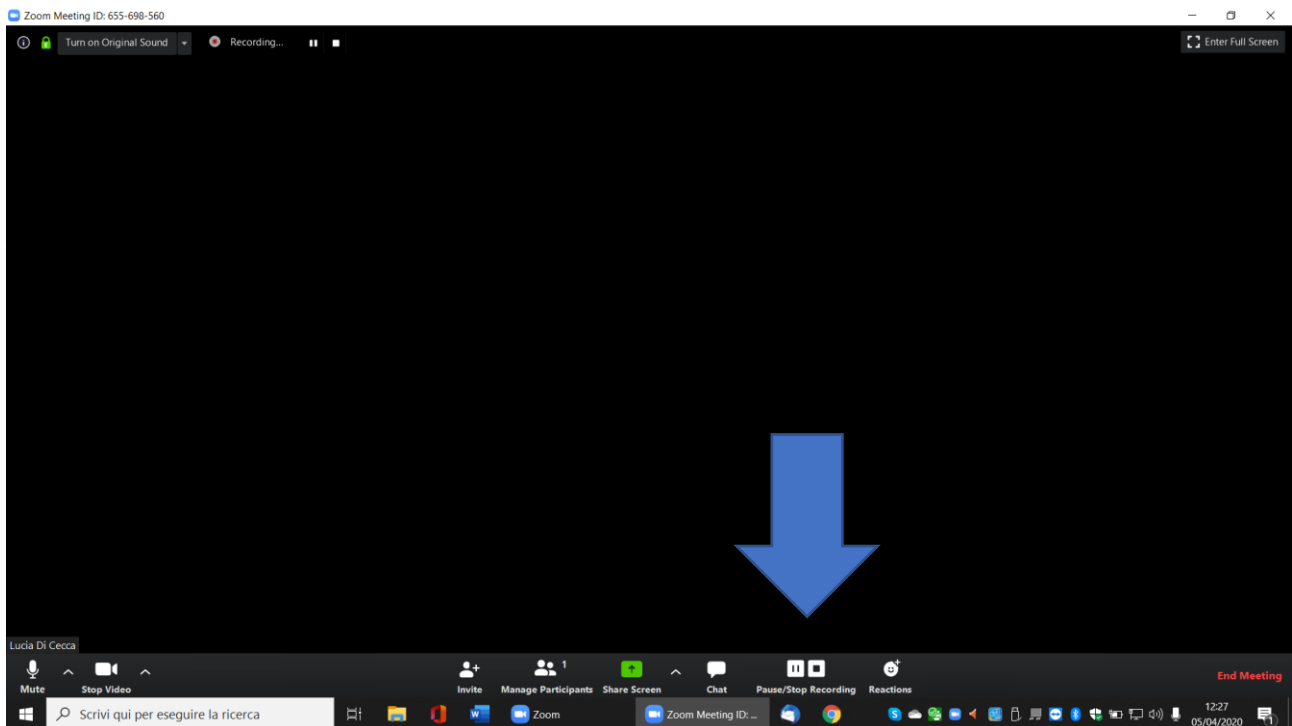 Zoom Meeting ID: 655-698-560
Turn on Original Sound Recording... Enter Full Screen
Lucia Di Cecca
1
Mute Stop Video Invite Manage Participants Share Screen Chat Pause/Stop Recording Reactions End Meeting
Scrivi qui per eseguire la ricerca Zoom Zoom Meeting ID: ... 12:27
05/04/2020